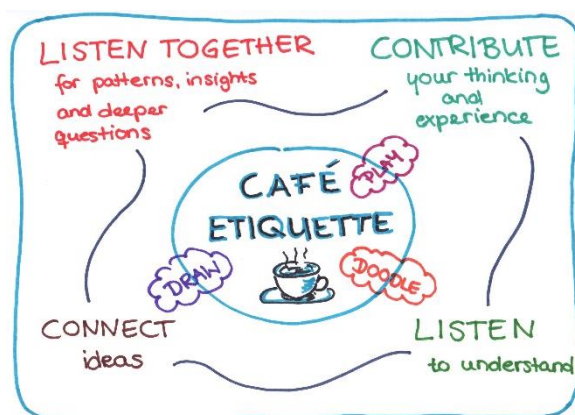 LISTEN TOGETHER
for patterns, insights
and deeper
questions
CONTRIBUTE
your thinking
and
experience
CAFÉ
ETIQUETTE
PLAY
DRAW
DOODLE
CONNECT
ideas
LISTEN
to understand